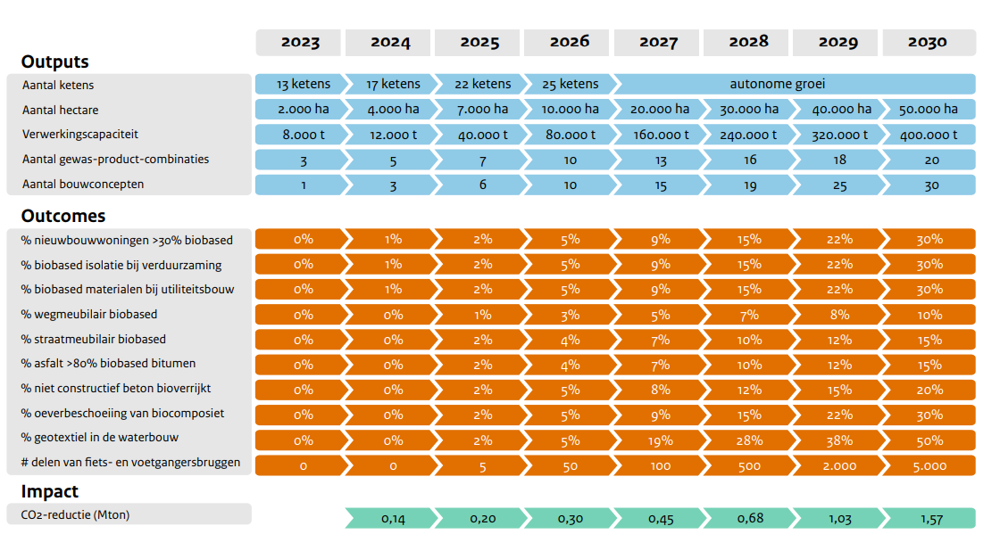 2023 2024 2025 2026 2027 2028 2029 2030
Outputs
Aantal ketens 13 ketens 17 ketens 22 ketens 25 ketens autonome groei
Aantal hectare 2.000 ha 4.000 ha 7.000 ha 10.000 ha 20.000 ha 30.000 ha 40.000 ha 50.000 ha
Verwerkingscapaciteit 8.000 t 12.000 t 40.000 t 80.000 t 160.000 t 240.000 t 320.000 t 400.000 t
Aantal gewas-product-combinaties 3 5 7 10 13 16 18 20
Aantal bouwconcepten 1 3 6 10 15 19 25 30
Outcomes
% nieuwbouwwoningen >30% biobased 0% 1% 2% 5% 9% 15% 22% 30%
% biobased isolatie bij verduurzaming 0% 1% 2% 5% 9% 15% 22% 30%
% biobased materialen bij utiliteitsbouw 0% 1% 2% 5% 9% 15% 22% 30%
% wegmeubilair biobased 0% 0% 1% 3% 5% 7% 8% 10%
% straatmeubilair biobased 0% 0% 2% 4% 7% 10% 12% 15%
% asfalt >80% biobased bitumen 0% 0% 2% 4% 7% 10% 12% 15%
% niet constructief beton bioverrijkt 0% 0% 2% 5% 8% 12% 15% 20%
% oeverbeschoeiing van biocomposiet 0% 0% 2% 5% 9% 15% 22% 30%
% geotextiel in de waterbouw 0% 0% 2% 5% 19% 28% 38% 50%
# delen van fiets- en voetgangersbruggen 0 0 5 50 100 500 2.000 5.000
Impact
CO2-reductie (Mton) 0,14 0,20 0,30 0,45 0,68 1,03 1,57